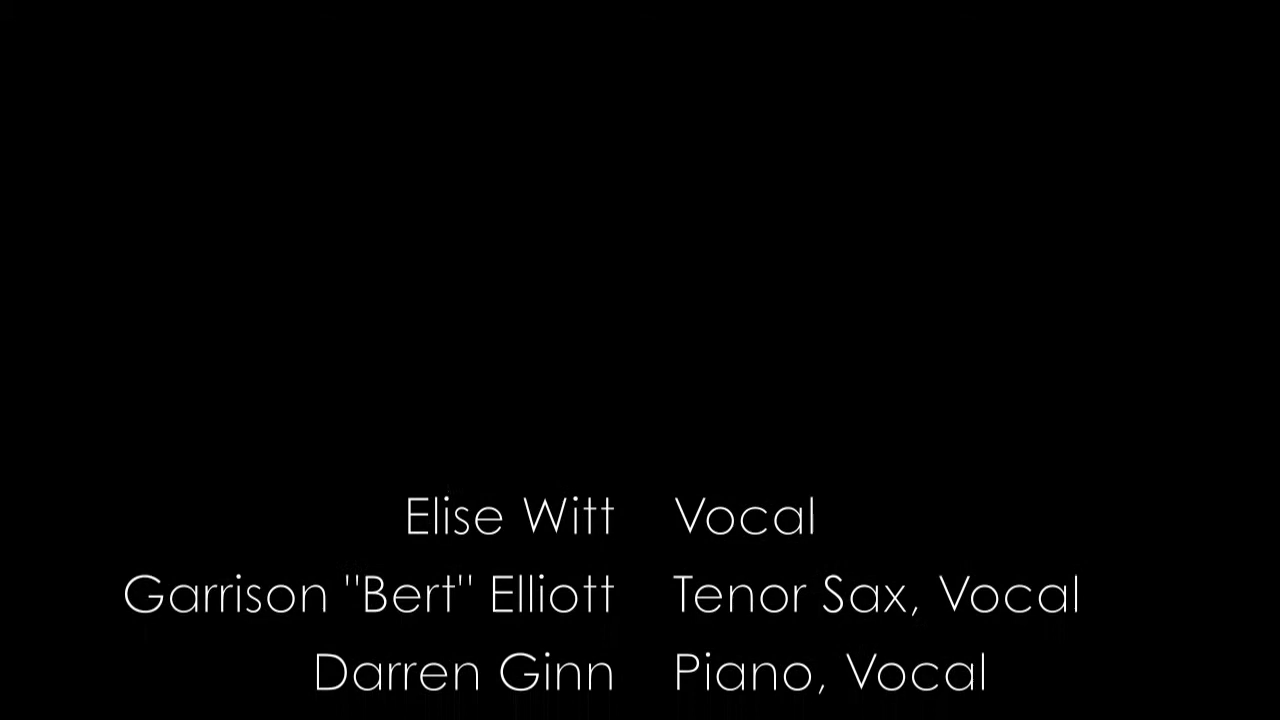 Elise Witt Vocal
Garrison "Bert" Elliott Tenor Sax, Vocal
Darren Ginn Piano, Vocal